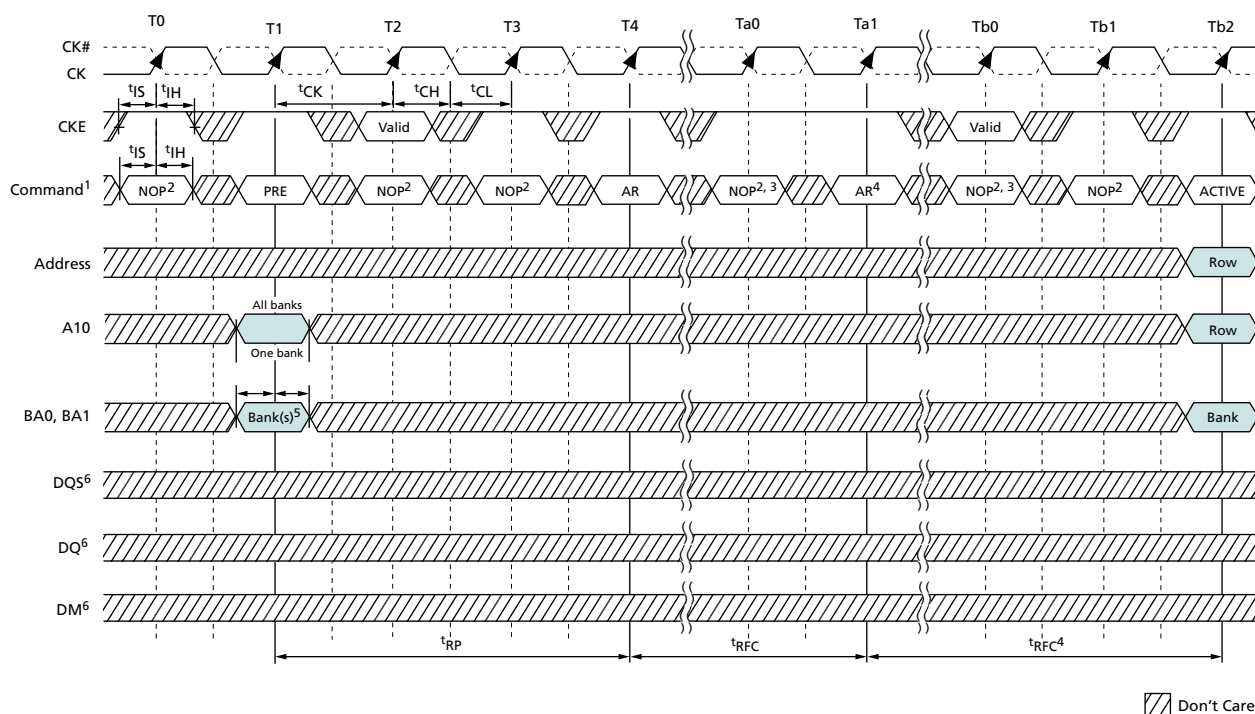 T0 T1 T2 T3 T4 Ta0 Ta1 Tb0 Tb1 Tb2
CK#
CK
tIS tIH tCK tCH tCL
CKE Valid Valid
tIS tIH
Command1 NOP2 PRE NOP2 NOP2 AR NOP2, 3 AR4 NOP2, 3 NOP2 ACTIVE
Address Row
All banks
A10 Row
One bank
BA0, BA1 Bank(s)5 Bank
DQS6
DQ6
DM6
tRP tRFC tRFC4
Don't Care